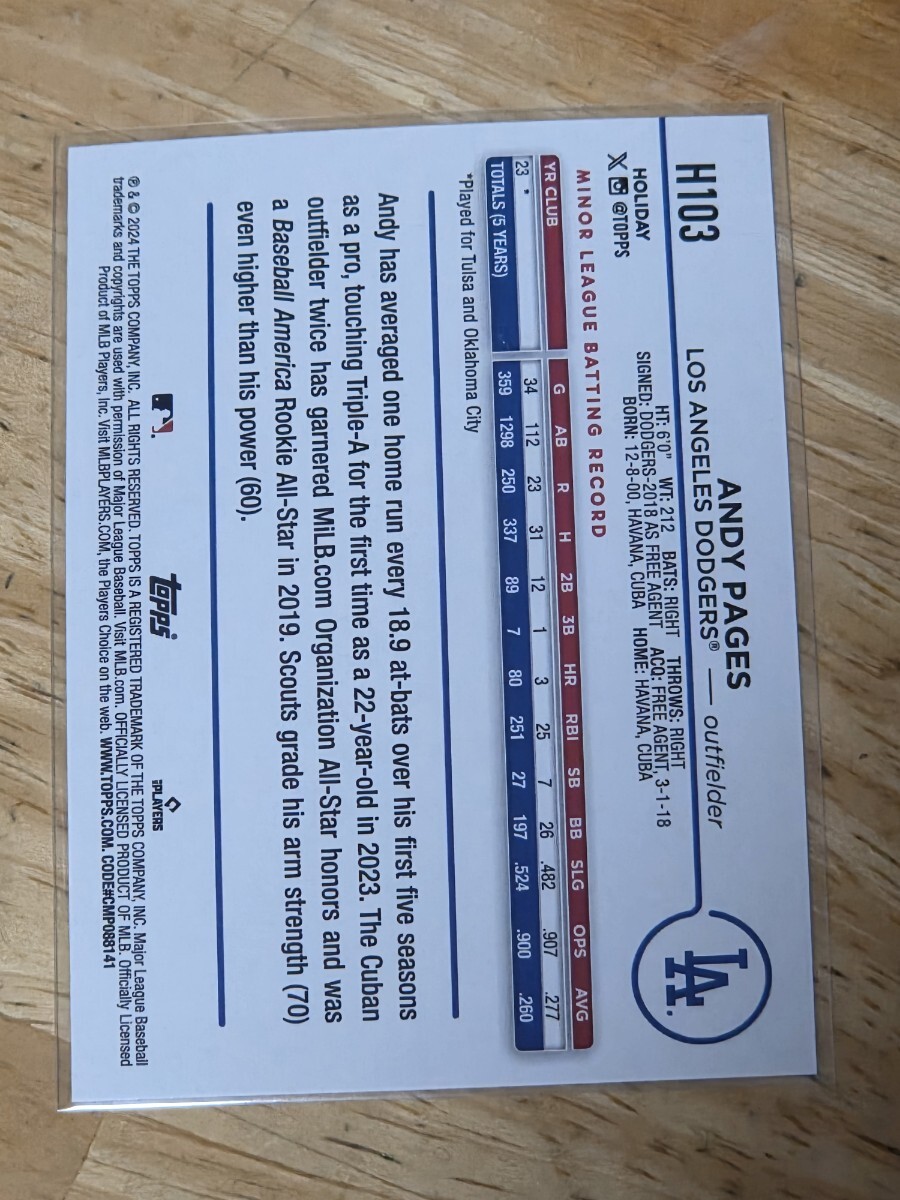 H103
ANDY PAGES
LOS ANGELES DODGERS® — outfielder
LA
HOLIDAY
X @TOPPS
HT: 6'0" WT: 212 BATS: RIGHT THROWS: RIGHT
SIGNED: DODGERS-2018 AS FREE AGENT ACQ: FREE AGENT, 3-1-18
BORN: 12-8-00, HAVANA, CUBA HOME: HAVANA, CUBA
MINOR LEAGUE BATTING RECORD
YR CLUB G AB R H 2B 3B HR RBI SB BB SLG OPS AVG
23 * 34 112 23 31 12 1 3 25 7 26 .482 .907 .277
TOTALS (5 YEARS) 359 1298 250 337 89 7 80 251 27 197 .524 .900 .260
*Played for Tulsa and Oklahoma City
Andy has averaged one home run every 18.9 at-bats over his first five seasons
as a pro, touching Triple-A for the first time as a 22-year-old in 2023. The Cuban
outfielder twice has garnered MiLB.com Organization All-Star honors and was
a Baseball America Rookie All-Star in 2019. Scouts grade his arm strength (70)
even higher than his power (60).
topps
PLAYERS
® & © 2024 THE TOPPS COMPANY, INC. ALL RIGHTS RESERVED. TOPPS IS A REGISTERED TRADEMARK OF THE TOPPS COMPANY, INC. Major League Baseball
trademarks and copyrights are used with permission of Major League Baseball. Visit MLB.com. OFFICIALLY LICENSED PRODUCT OF MLB. Officially Licensed
Product of MLB Players, Inc. Visit MLBPLAYERS.COM, the Players Choice on the web. WWW.TOPPS.COM. CODE#CMP088141